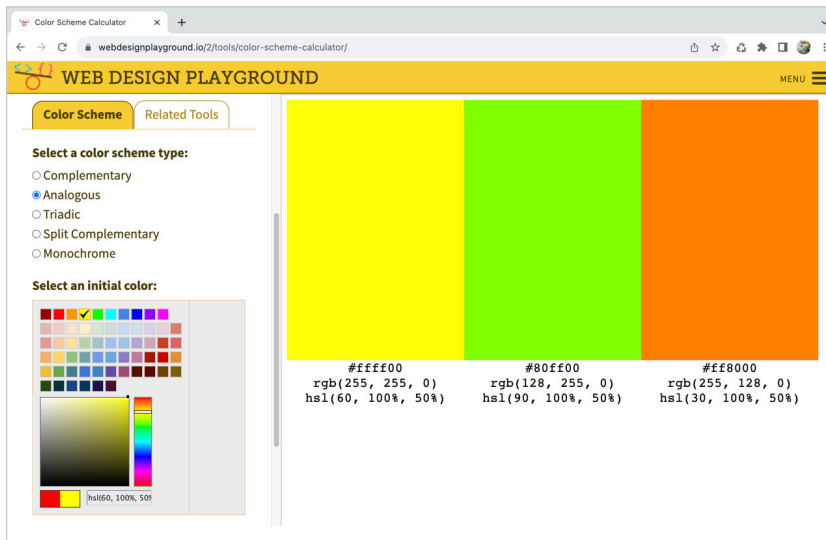 Color Scheme Calculator
webdesignplayground.io/2/tools/color-scheme-calculator/
WEB DESIGN PLAYGROUND
MENU
Color Scheme
Related Tools
Select a color scheme type:
Complementary
Analogous
Triadic
Split Complementary
Monochrome
Select an initial color:
hsl(60, 100%, 50%
#ffff00
rgb(255, 255, 0)
hsl(60, 100%, 50%)
#80ff00
rgb(128, 255, 0)
hsl(90, 100%, 50%)
#ff8000
rgb(255, 128, 0)
hsl(30, 100%, 50%)